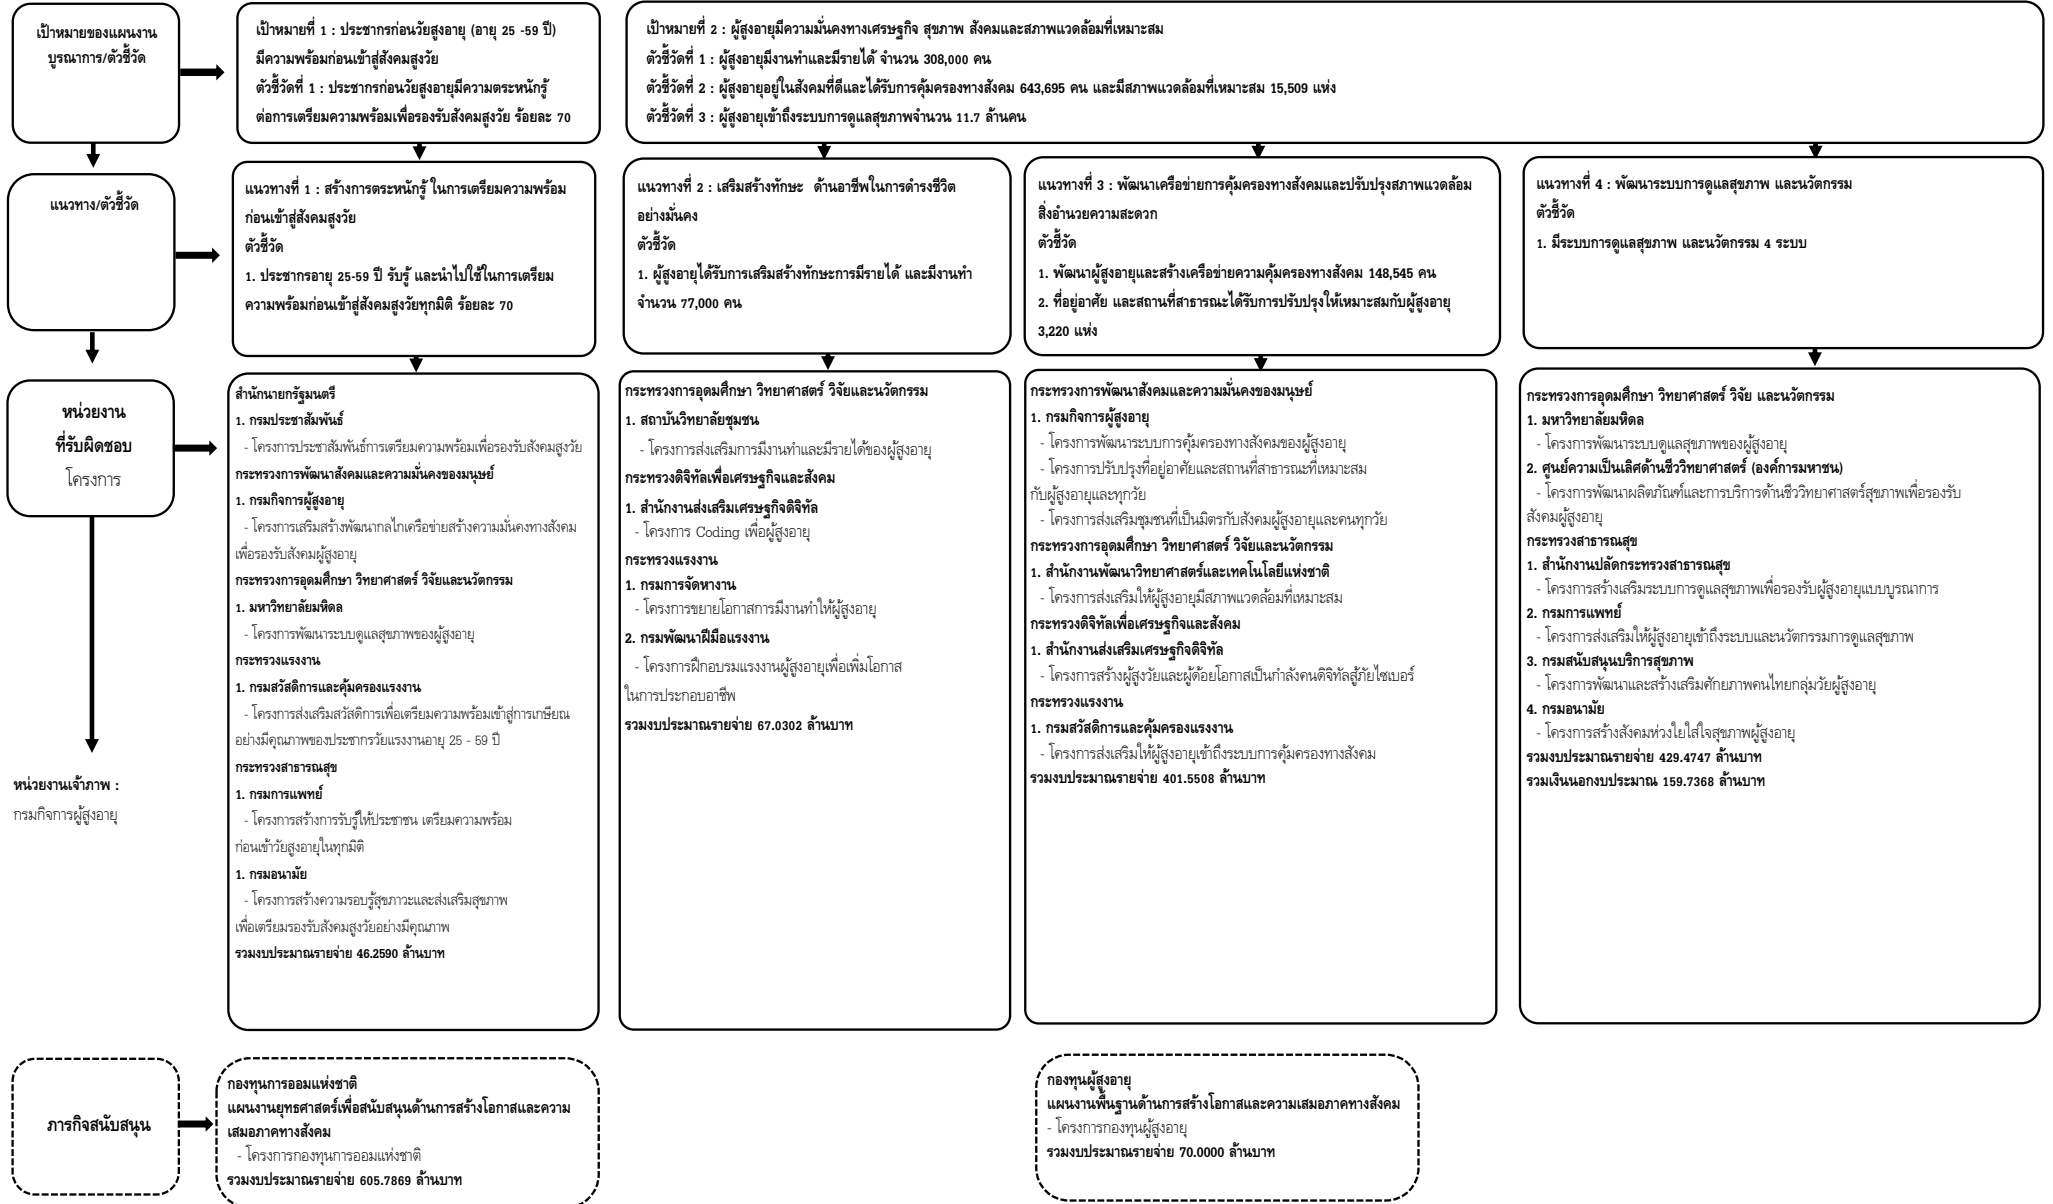 เป้าหมายของแผนงาน
บูรณาการ/ตัวชี้วัด
เป้าหมายที่ 1 : ประชากรก่อนวัยสูงอายุ (อายุ 25 -59 ปี)
มีความพร้อมก่อนเข้าสู่สังคมสูงวัย
ตัวชี้วัดที่ 1 : ประชากรก่อนวัยสูงอายุมีความตระหนักรู้
ต่อการเตรียมความพร้อมเพื่อรองรับสังคมสูงวัย ร้อยละ 70
เป้าหมายที่ 2 : ผู้สูงอายุมีความมั่นคงทางเศรษฐกิจ สุขภาพ สังคมและสภาพแวดล้อมที่เหมาะสม
ตัวชี้วัดที่ 1 : ผู้สูงอายุมีงานทำและมีรายได้ จำนวน 308,000 คน
ตัวชี้วัดที่ 2 : ผู้สูงอายุอยู่ในสังคมที่ดีและได้รับการคุ้มครองทางสังคม 643,695 คน และมีสภาพแวดล้อมที่เหมาะสม 15,509 แห่ง
ตัวชี้วัดที่ 3 : ผู้สูงอายุเข้าถึงระบบการดูแลสุขภาพจำนวน 11.7 ล้านคน
แนวทาง/ตัวชี้วัด
แนวทางที่ 1 : สร้างการตระหนักรู้ ในการเตรียมความพร้อม
ก่อนเข้าสู่สังคมสูงวัย
ตัวชี้วัด
1. ประชากรอายุ 25-59 ปี รับรู้ และนำไปใช้ในการเตรียม
ความพร้อมก่อนเข้าสู่สังคมสูงวัยทุกมิติ ร้อยละ 70
แนวทางที่ 2 : เสริมสร้างทักษะ ด้านอาชีพในการดำรงชีวิต
อย่างมั่นคง
ตัวชี้วัด
1. ผู้สูงอายุได้รับการเสริมสร้างทักษะการมีรายได้ และมีงานทำ
จำนวน 77,000 คน
แนวทางที่ 3 : พัฒนาเครือข่ายการคุ้มครองทางสังคมและปรับปรุงสภาพแวดล้อม
สิ่งอำนวยความสะดวก
ตัวชี้วัด
1. พัฒนาผู้สูงอายุและสร้างเครือข่ายความคุ้มครองทางสังคม 148,545 คน
2. ที่อยู่อาศัย และสถานที่สาธารณะได้รับการปรับปรุงให้เหมาะสมกับผู้สูงอายุ
3,220 แห่ง
แนวทางที่ 4 : พัฒนาระบบการดูแลสุขภาพ และนวัตกรรม
ตัวชี้วัด
1. มีระบบการดูแลสุขภาพ และนวัตกรรม 4 ระบบ
หน่วยงาน
ที่รับผิดชอบ
โครงการ
สำนักนายกรัฐมนตรี
1. กรมประชาสัมพันธ์
- โครงการประชาสัมพันธ์การเตรียมความพร้อมเพื่อรองรับสังคมสูงวัย
กระทรวงการพัฒนาสังคมและความมั่นคงของมนุษย์
1. กรมกิจการผู้สูงอายุ
- โครงการเสริมสร้างพัฒนากลไกเครือข่ายสร้างความมั่นคงทางสังคม
เพื่อรองรับสังคมผู้สูงอายุ
กระทรวงการอุดมศึกษา วิทยาศาสตร์ วิจัยและนวัตกรรม
1. มหาวิทยาลัยมหิดล
- โครงการพัฒนาระบบดูแลสุขภาพของผู้สูงอายุ
กระทรวงแรงงาน
1. กรมสวัสดิการและคุ้มครองแรงงาน
- โครงการส่งเสริมสวัสดิการเพื่อเตรียมความพร้อมเข้าสู่การเกษียณ
อย่างมีคุณภาพของประชากรวัยแรงงานอายุ 25 - 59 ปี
กระทรวงสาธารณสุข
1. กรมการแพทย์
- โครงการสร้างการรับรู้ให้ประชาชน เตรียมความพร้อม
ก่อนเข้าวัยสูงอายุในทุกมิติ
1. กรมอนามัย
- โครงการสร้างความรอบรู้สุขภาวะและส่งเสริมสุขภาพ
เพื่อเตรียมรองรับสังคมสูงวัยอย่างมีคุณภาพ
รวมงบประมาณรายจ่าย 46.2590 ล้านบาท
กระทรวงการอุดมศึกษา วิทยาศาสตร์ วิจัยและนวัตกรรม
1. สถาบันวิทยาลัยชุมชน
- โครงการส่งเสริมการมีงานทำและมีรายได้ของผู้สูงอายุ
กระทรวงดิจิทัลเพื่อเศรษฐกิจและสังคม
1. สำนักงานส่งเสริมเศรษฐกิจดิจิทัล
- โครงการ Coding เพื่อผู้สูงอายุ
กระทรวงแรงงาน
1. กรมการจัดหางาน
- โครงการขยายโอกาสการมีงานทำให้ผู้สูงอายุ
2. กรมพัฒนาฝีมือแรงงาน
- โครงการฝึกอบรมแรงงานผู้สูงอายุเพื่อเพิ่มโอกาส
ในการประกอบอาชีพ
รวมงบประมาณรายจ่าย 67.0302 ล้านบาท
กระทรวงการพัฒนาสังคมและความมั่นคงของมนุษย์
1. กรมกิจการผู้สูงอายุ
- โครงการพัฒนาระบบการคุ้มครองทางสังคมของผู้สูงอายุ
- โครงการปรับปรุงที่อยู่อาศัยและสถานที่สาธารณะที่เหมาะสม
กับผู้สูงอายุและทุกวัย
- โครงการส่งเสริมชุมชนที่เป็นมิตรกับสังคมผู้สูงอายุและคนทุกวัย
กระทรวงการอุดมศึกษา วิทยาศาสตร์ วิจัยและนวัตกรรม
1. สำนักงานพัฒนาวิทยาศาสตร์และเทคโนโลยีแห่งชาติ
- โครงการส่งเสริมให้ผู้สูงอายุมีสภาพแวดล้อมที่เหมาะสม
กระทรวงดิจิทัลเพื่อเศรษฐกิจและสังคม
1. สำนักงานส่งเสริมเศรษฐกิจดิจิทัล
- โครงการสร้างผู้สูงวัยและผู้ด้อยโอกาสเป็นกำลังคนดิจิทัลสู้ภัยไซเบอร์
กระทรวงแรงงาน
1. กรมสวัสดิการและคุ้มครองแรงงาน
- โครงการส่งเสริมให้ผู้สูงอายุเข้าถึงระบบการคุ้มครองทางสังคม
รวมงบประมาณรายจ่าย 401.5508 ล้านบาท
กระทรวงการอุดมศึกษา วิทยาศาสตร์ วิจัย และนวัตกรรม
1. มหาวิทยาลัยมหิดล
- โครงการพัฒนาระบบดูแลสุขภาพของผู้สูงอายุ
2. ศูนย์ความเป็นเลิศด้านชีววิทยาศาสตร์ (องค์การมหาชน)
- โครงการพัฒนาผลิตภัณฑ์และการบริการด้านชีววิทยาศาสตร์สุขภาพเพื่อรองรับ
สังคมผู้สูงอายุ
กระทรวงสาธารณสุข
1. สำนักงานปลัดกระทรวงสาธารณสุข
- โครงการสร้างเสริมระบบการดูแลสุขภาพเพื่อรองรับผู้สูงอายุแบบบูรณาการ
2. กรมการแพทย์
- โครงการส่งเสริมให้ผู้สูงอายุเข้าถึงระบบและนวัตกรรมการดูแลสุขภาพ
3. กรมสนับสนุนบริการสุขภาพ
- โครงการพัฒนาและสร้างเสริมศักยภาพคนไทยกลุ่มวัยผู้สูงอายุ
4. กรมอนามัย
- โครงการสร้างสังคมห่วงใยใส่ใจสุขภาพผู้สูงอายุ
รวมงบประมาณรายจ่าย 429.4747 ล้านบาท
รวมเงินนอกงบประมาณ 159.7368 ล้านบาท
หน่วยงานเจ้าภาพ :
กรมกิจการผู้สูงอายุ
ภารกิจสนับสนุน
กองทุนการออมแห่งชาติ
แผนงานยุทธศาสตร์เพื่อสนับสนุนด้านการสร้างโอกาสและความ
เสมอภาคทางสังคม
- โครงการกองทุนการออมแห่งชาติ
รวมงบประมาณรายจ่าย 605.7869 ล้านบาท
กองทุนผู้สูงอายุ
แผนงานพื้นฐานด้านการสร้างโอกาสและความเสมอภาคทางสังคม
- โครงการกองทุนผู้สูงอายุ
รวมงบประมาณรายจ่าย 70.0000 ล้านบาท